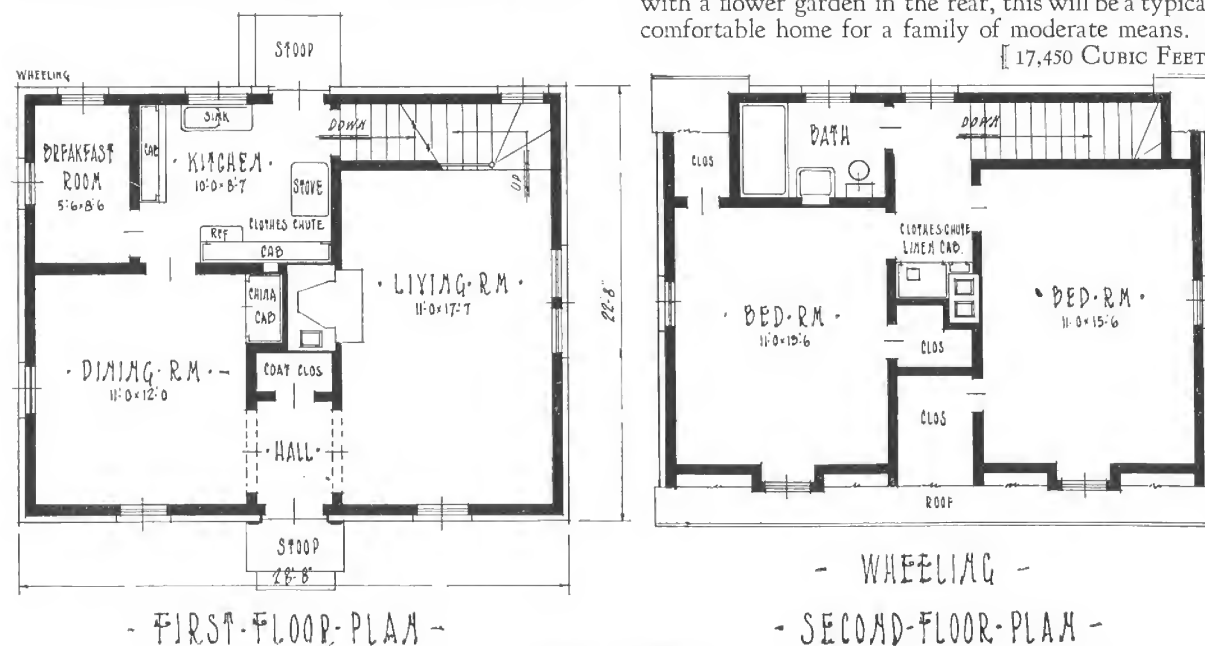 with a flower garden in the rear, this will be a typica
comfortable home for a family of moderate means.
[ 17,450 CUBIC FEET
WHEELING
STOOP
BREAKFAST
ROOM
5'-6×8'-6
CAB
SINK
· KITCHEN ·
10'-0×8'-7
STOVE
DOWN
UP
REF
CLOTHES CHUTE
CAB
CHINA
CAB
· LIVING · RM ·
11'-0×17'-7
22'-8"
· DINING · RM · -
11'-0×12'-0
COAT CLOS
· HALL ·
STOOP
28'-8"
- FIRST · FLOOR · PLAN -
CLOS
BATH
DOWN
CLOTHES CHUTE
LINEN CAB.
- BED · RM -
11'-0×15'-6
· BED · RM ·
11'-0×15'-6
CLOS
CLOS
ROOF
- WHEELING -
- SECOND - FLOOR - PLAN -